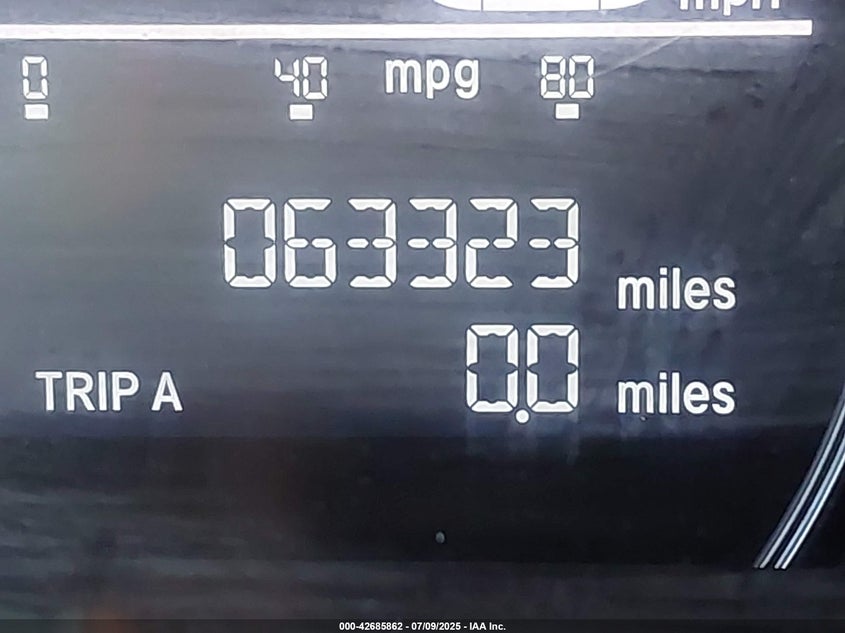 mph
0 40 mpg 80
063323 miles
TRIP A 0.0 miles
000-42685862 - 07/09/2025 - IAA Inc.